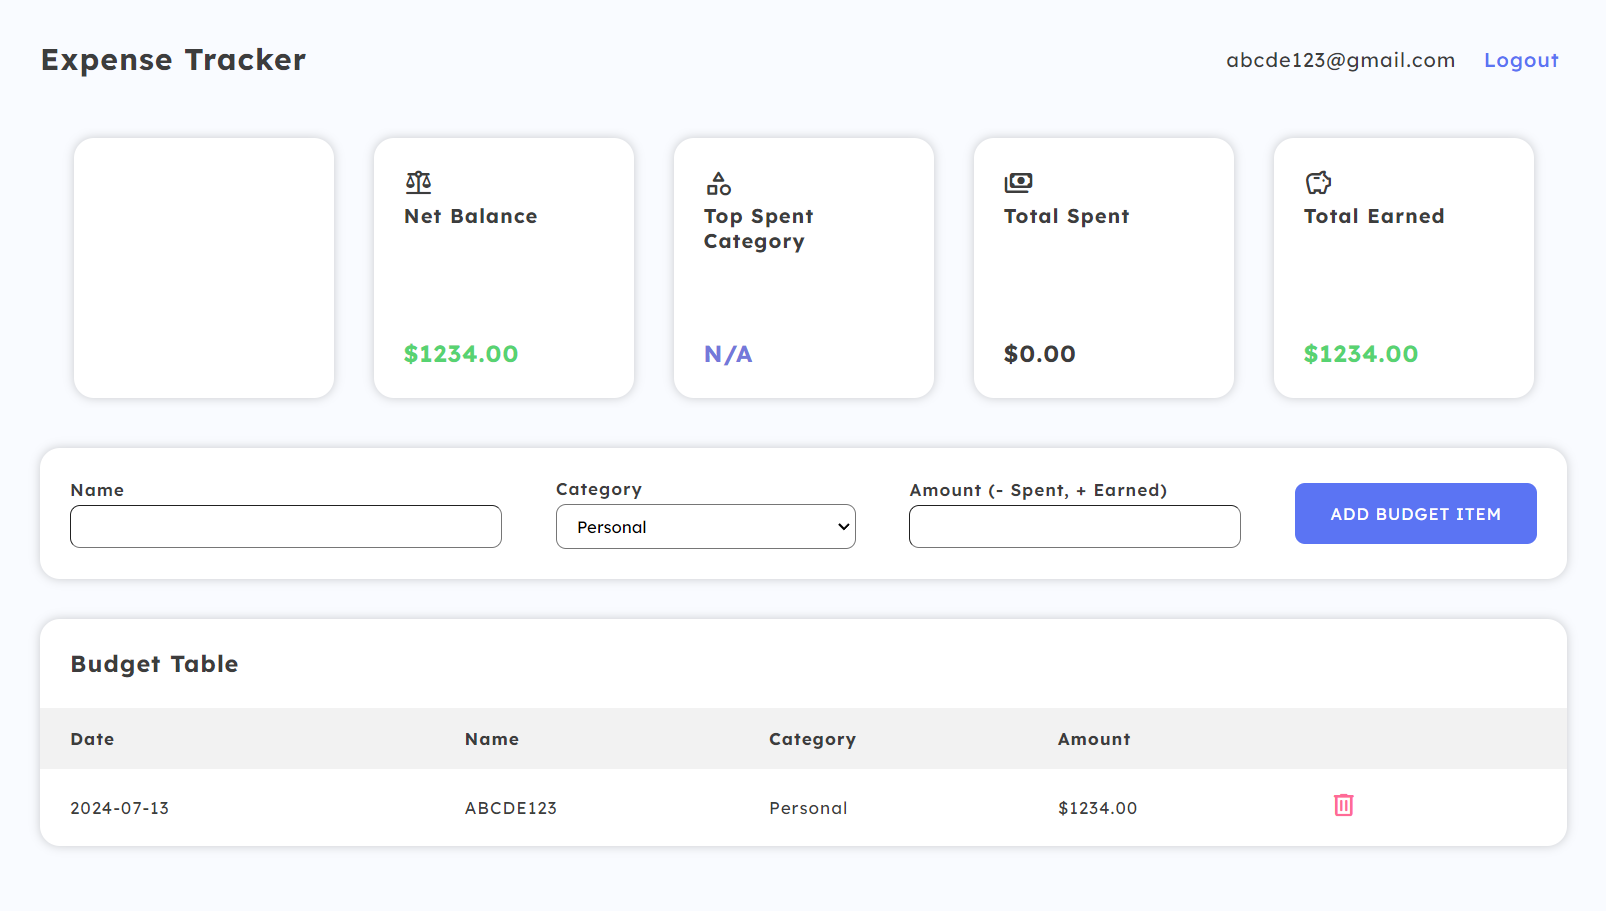 Expense Tracker
abcde123@gmail.com Logout
Net Balance
$1234.00
Top Spent
Category
N/A
Total Spent
$0.00
Total Earned
$1234.00
Name
Category
Personal
Amount (- Spent, + Earned)
ADD BUDGET ITEM
Budget Table
Date Name Category Amount
2024-07-13 ABCDE123 Personal $1234.00